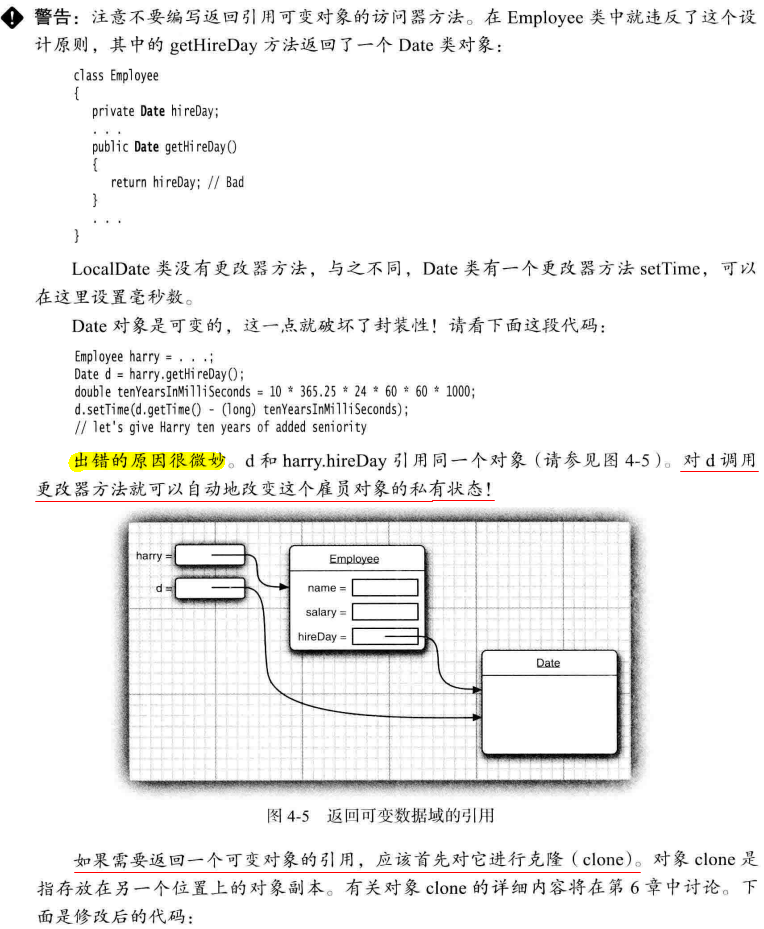 警告：注意不要编写返回引用可变对象的访问器方法。在 Employee 类中就违反了这个设
计原则，其中的 getHireDay 方法返回了一个 Date 类对象：
class Employee
{
private Date hireDay;
. . .
public Date getHireDay()
{
return hireDay; // Bad
}
. . .
}
LocalDate 类没有更改器方法，与之不同，Date 类有一个更改器方法 setTime，可以
在这里设置毫秒数。
Date 对象是可变的，这一点就破坏了封装性！请看下面这段代码：
Employee harry = . . .;
Date d = harry.getHireDay();
double tenYearsInMilliSeconds = 10 * 365.25 * 24 * 60 * 60 * 1000;
d.setTime(d.getTime() - (long) tenYearsInMilliSeconds);
// let's give Harry ten years of added seniority
出错的原因很微妙。d 和 harry.hireDay 引用同一个对象（请参见图 4-5）。对 d 调用
更改器方法就可以自动地改变这个雇员对象的私有状态！
harry =
Employee
d =
name =
salary =
hireDay =
Date
图 4-5 返回可变数据域的引用
如果需要返回一个可变对象的引用，应该首先对它进行克隆（clone）。对象 clone 是
指存放在另一个位置上的对象副本。有关对象 clone 的详细内容将在第 6 章中讨论。下
面是修改后的代码：